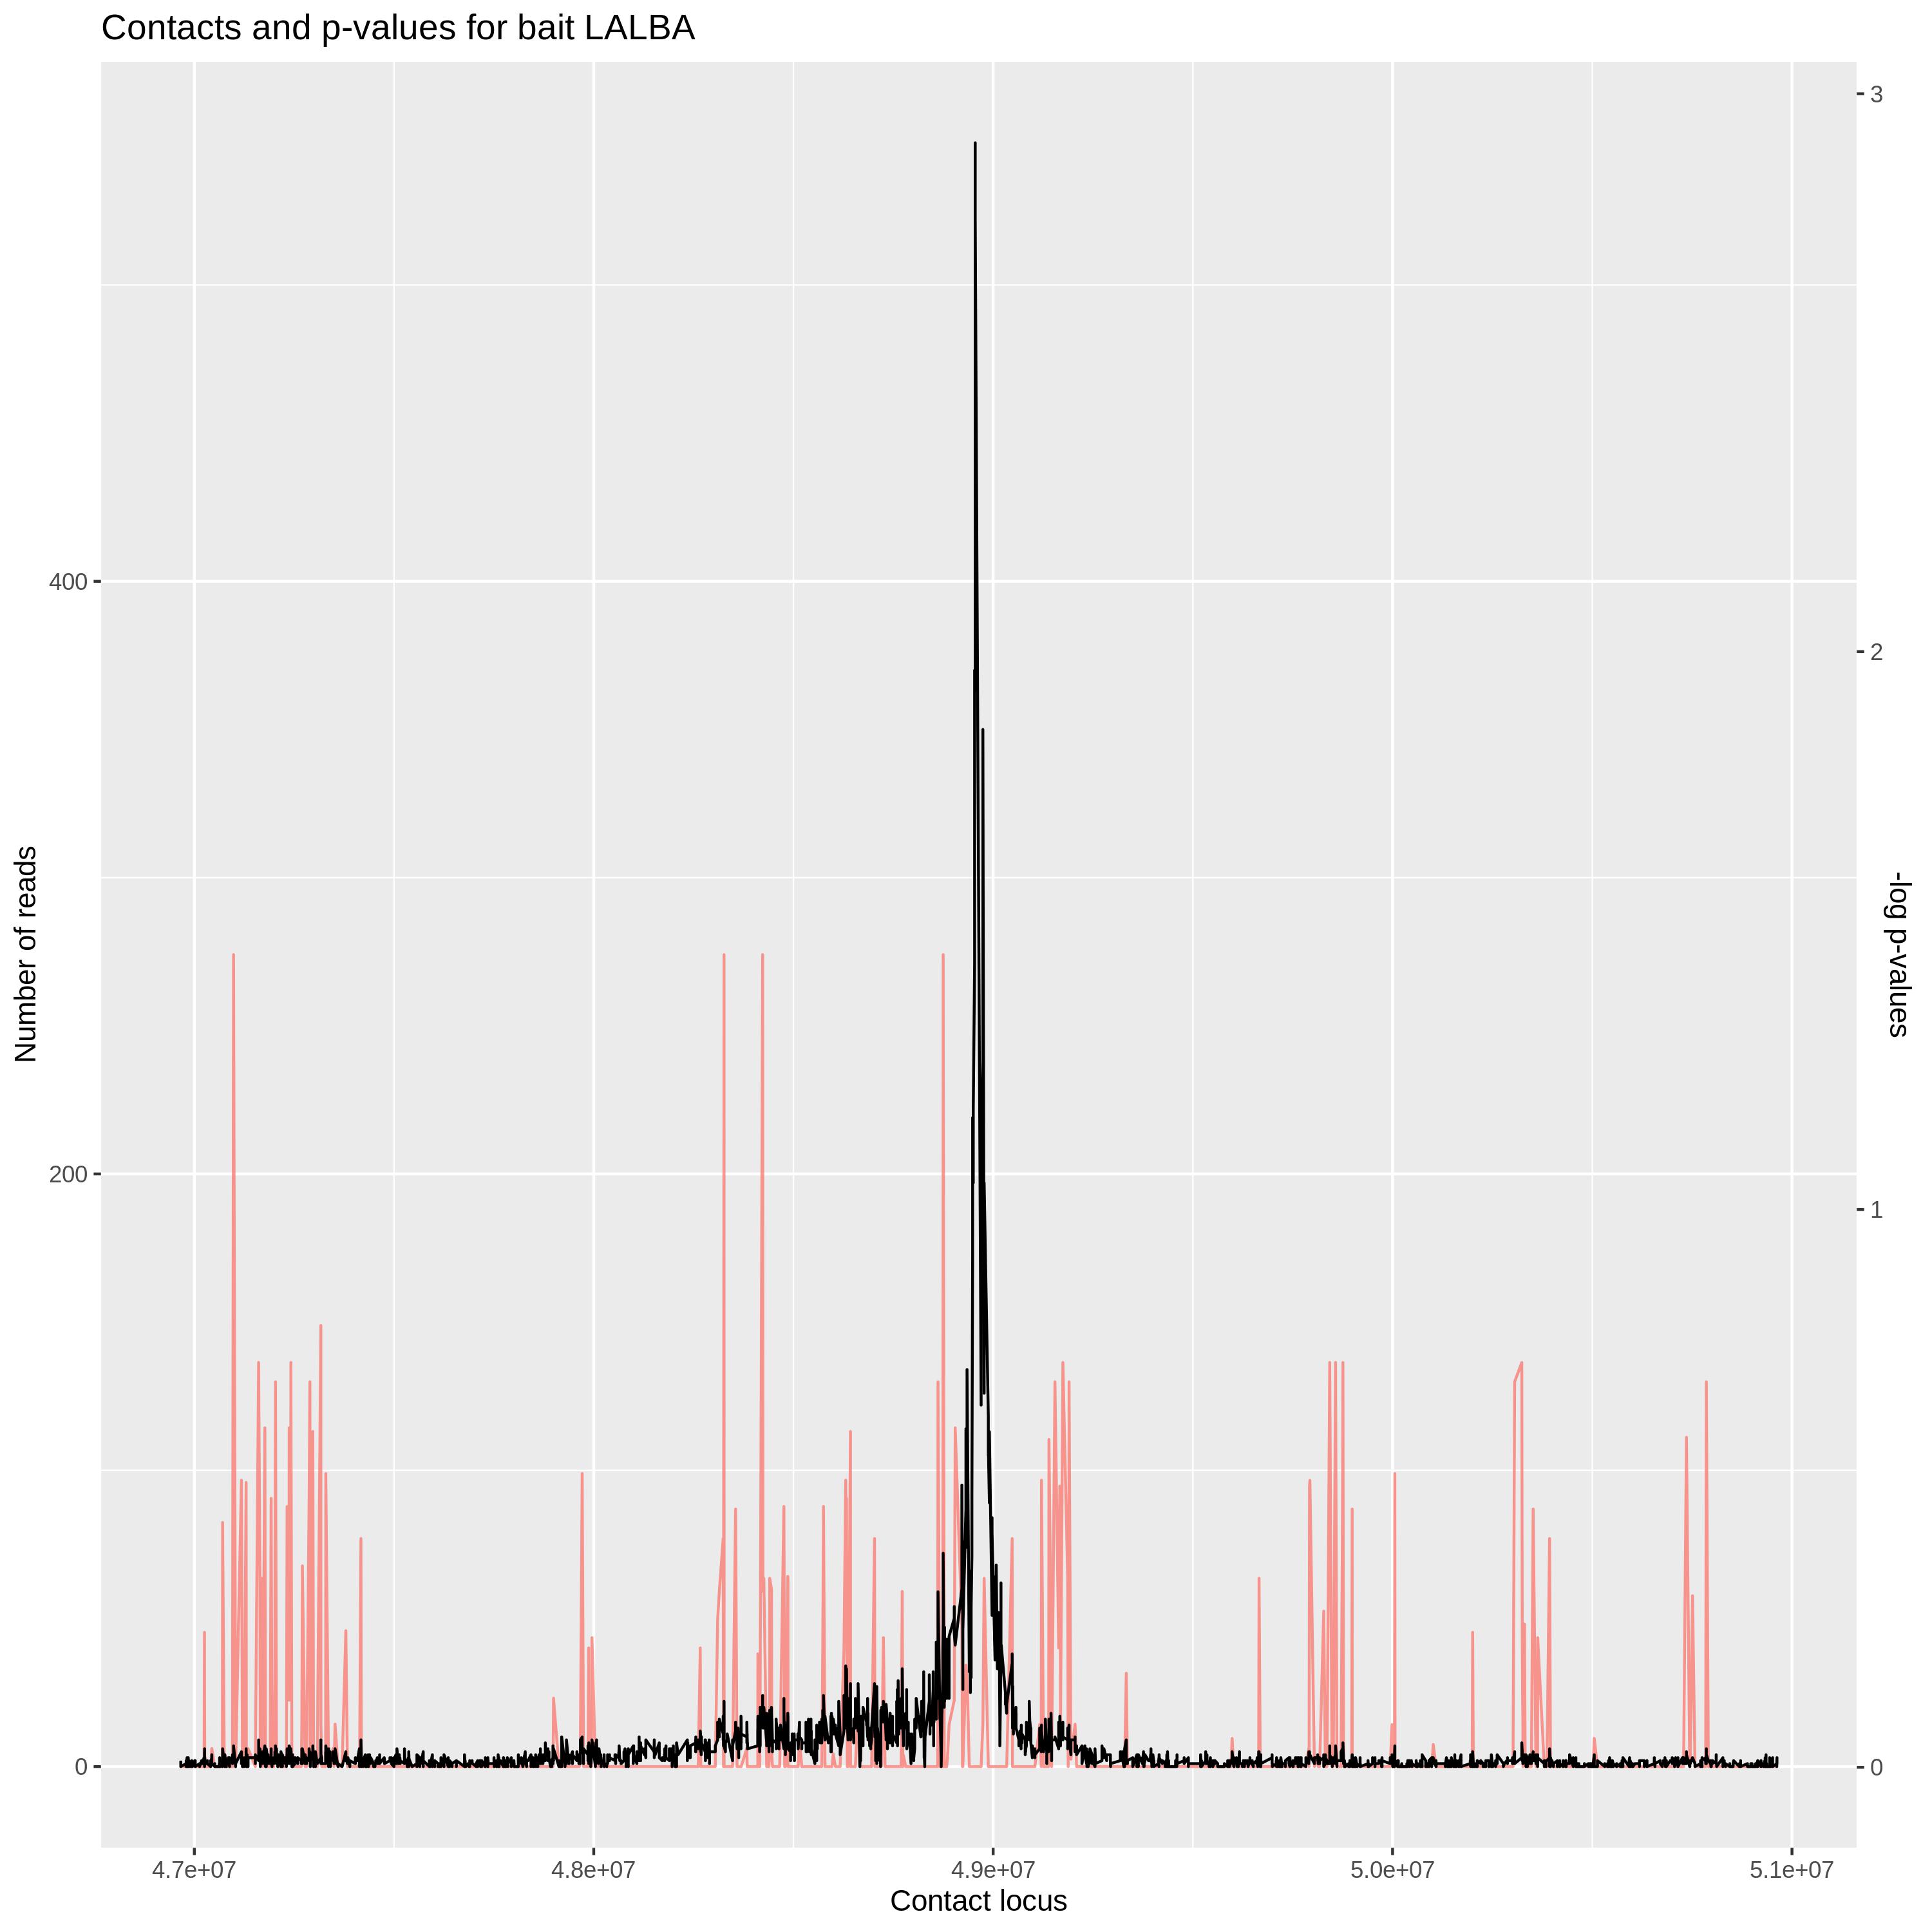 Contacts and p-values for bait LALBA
Number of reads
400
200
0
3
2
1
0
-log p-values
4.7e+07 4.8e+07 4.9e+07 5.0e+07 5.1e+07
Contact locus